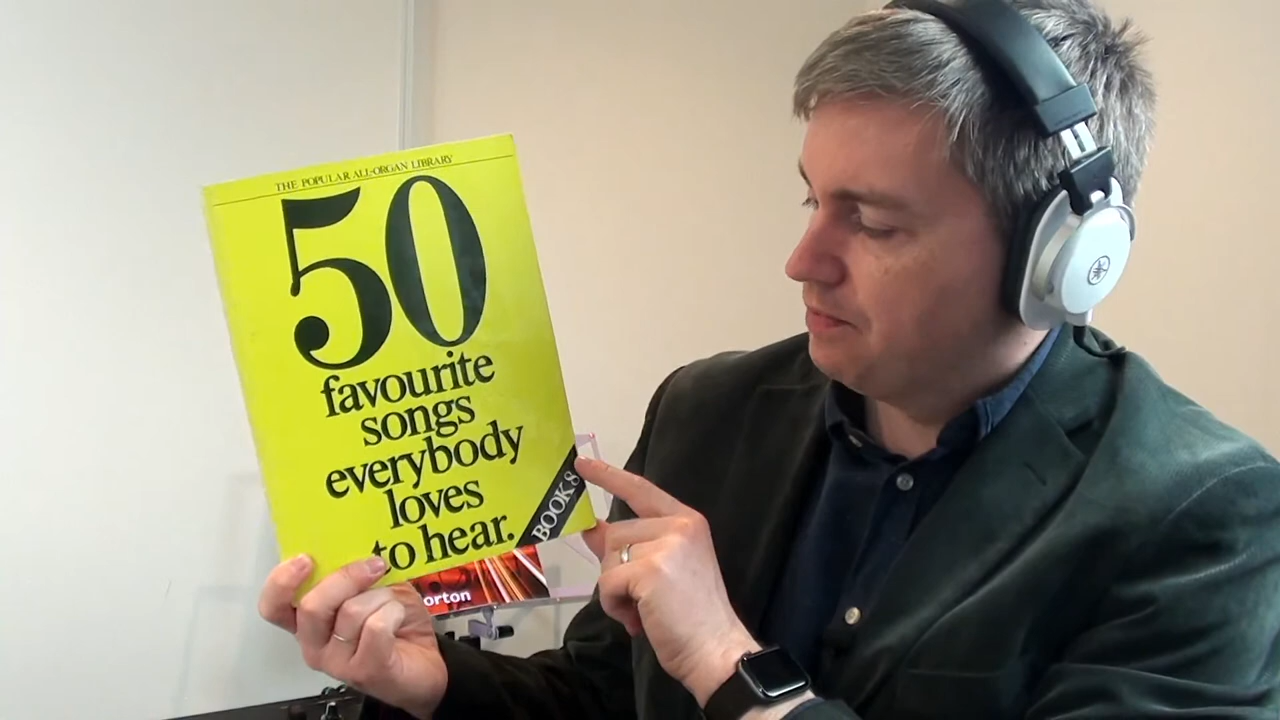 THE POPULAR ALL-ORGAN LIBRARY
50
favourite
songs
everybody
loves
to hear.
BOOK 8
orton